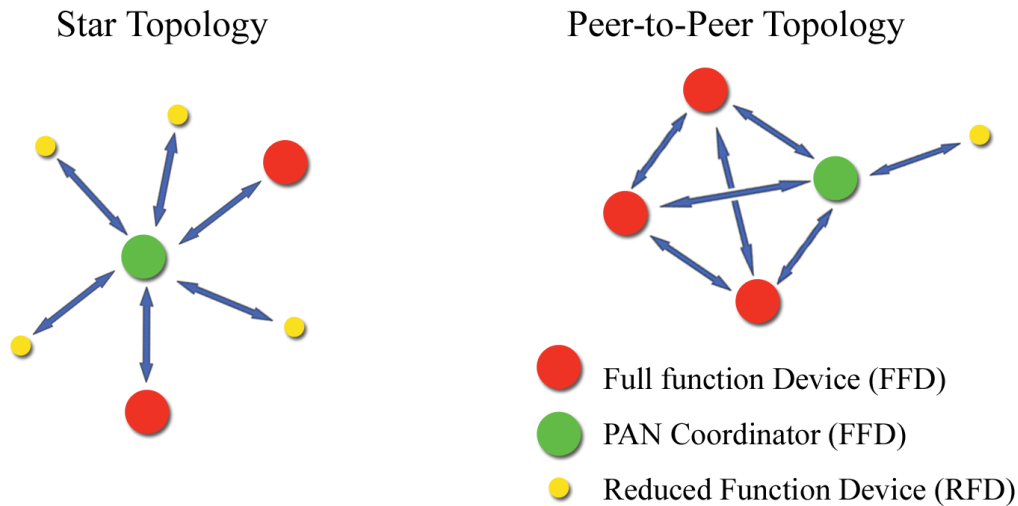 Star Topology
Peer-to-Peer Topology
Full function Device (FFD)
PAN Coordinator (FFD)
Reduced Function Device (RFD)